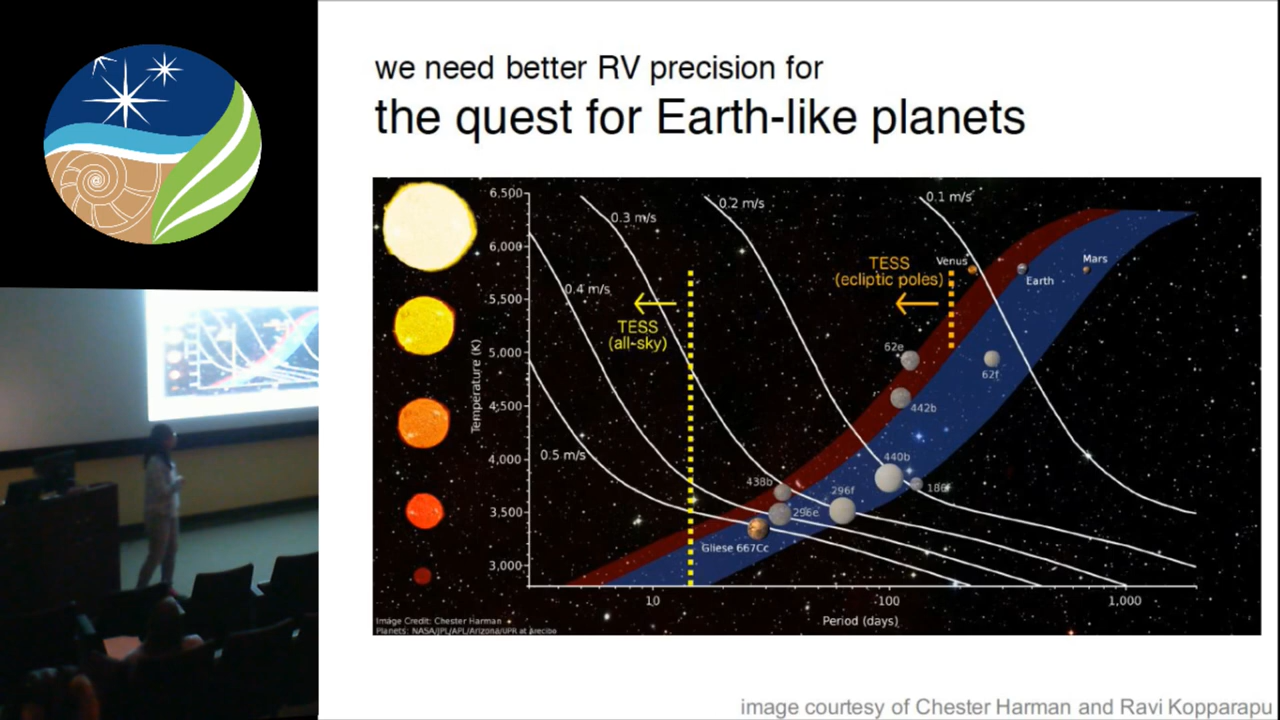 we need better RV precision for
the quest for Earth-like planets
6,500
6,000
5,500
5,000
4,500
4,000
3,500
3,000
Temperature (K)
0.5 m/s
0.4 m/s
0.3 m/s
0.2 m/s
0.1 m/s
TESS
(all-sky)
TESS
(ecliptic poles)
Venus
Earth
Mars
62e
62f
442b
440b
186f
438b
296e
296f
Gliese 667Cc
10
100
1,000
Period (days)
Image Credit: Chester Harman
Planets: NASA/JPL/APL/Arizona/UPR at Arecibo
image courtesy of Chester Harman and Ravi Kopparapu